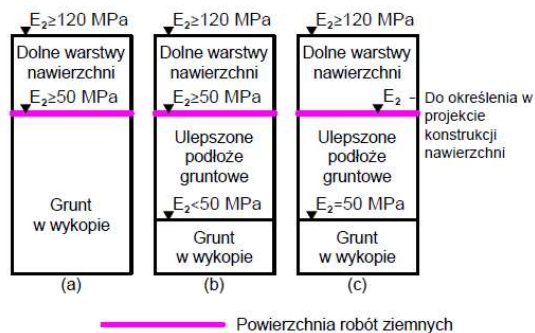 E₂≥120 MPa
Dolne warstwy
nawierzchni
E₂≥50 MPa
Grunt
w wykopie
(a)
E₂≥120 MPa
Dolne warstwy
nawierzchni
E₂≥50 MPa
Ulepszone
podłoże
gruntowe
E₂<50 MPa
Grunt
w wykopie
(b)
E₂≥120 MPa
Dolne warstwy
nawierzchni
E₂ - Do określenia w
projekcie
konstrukcji
nawierzchni
Ulepszone
podłoże
gruntowe
E₂=50 MPa
Grunt
w wykopie
(c)
Powierzchnia robót ziemnych